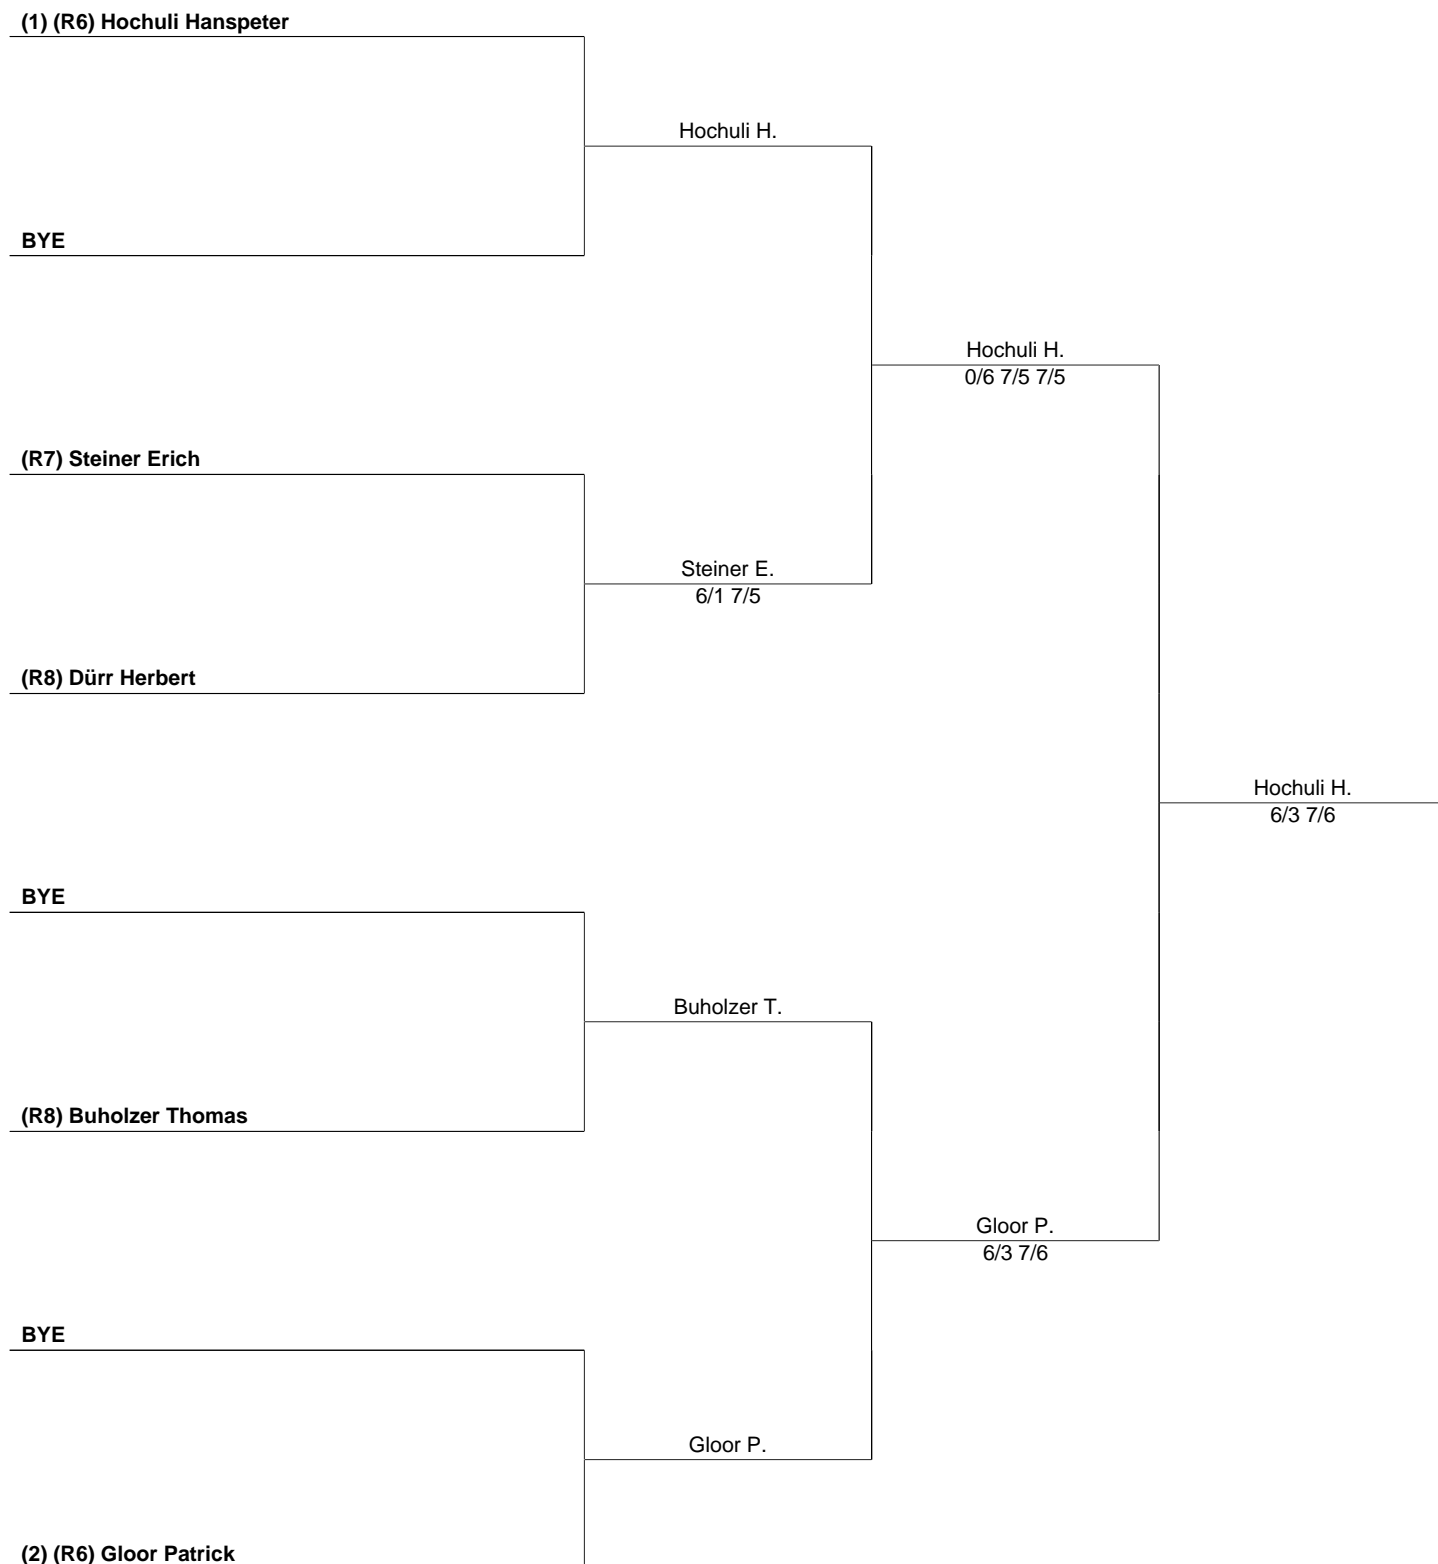 (1) (R6) Hochuli Hanspeter
Hochuli H.
BYE
Hochuli H.
0/6 7/5 7/5
(R7) Steiner Erich
Steiner E.
6/1 7/5
(R8) Dürr Herbert
Hochuli H.
6/3 7/6
BYE
Buholzer T.
(R8) Buholzer Thomas
Gloor P.
6/3 7/6
BYE
Gloor P.
(2) (R6) Gloor Patrick